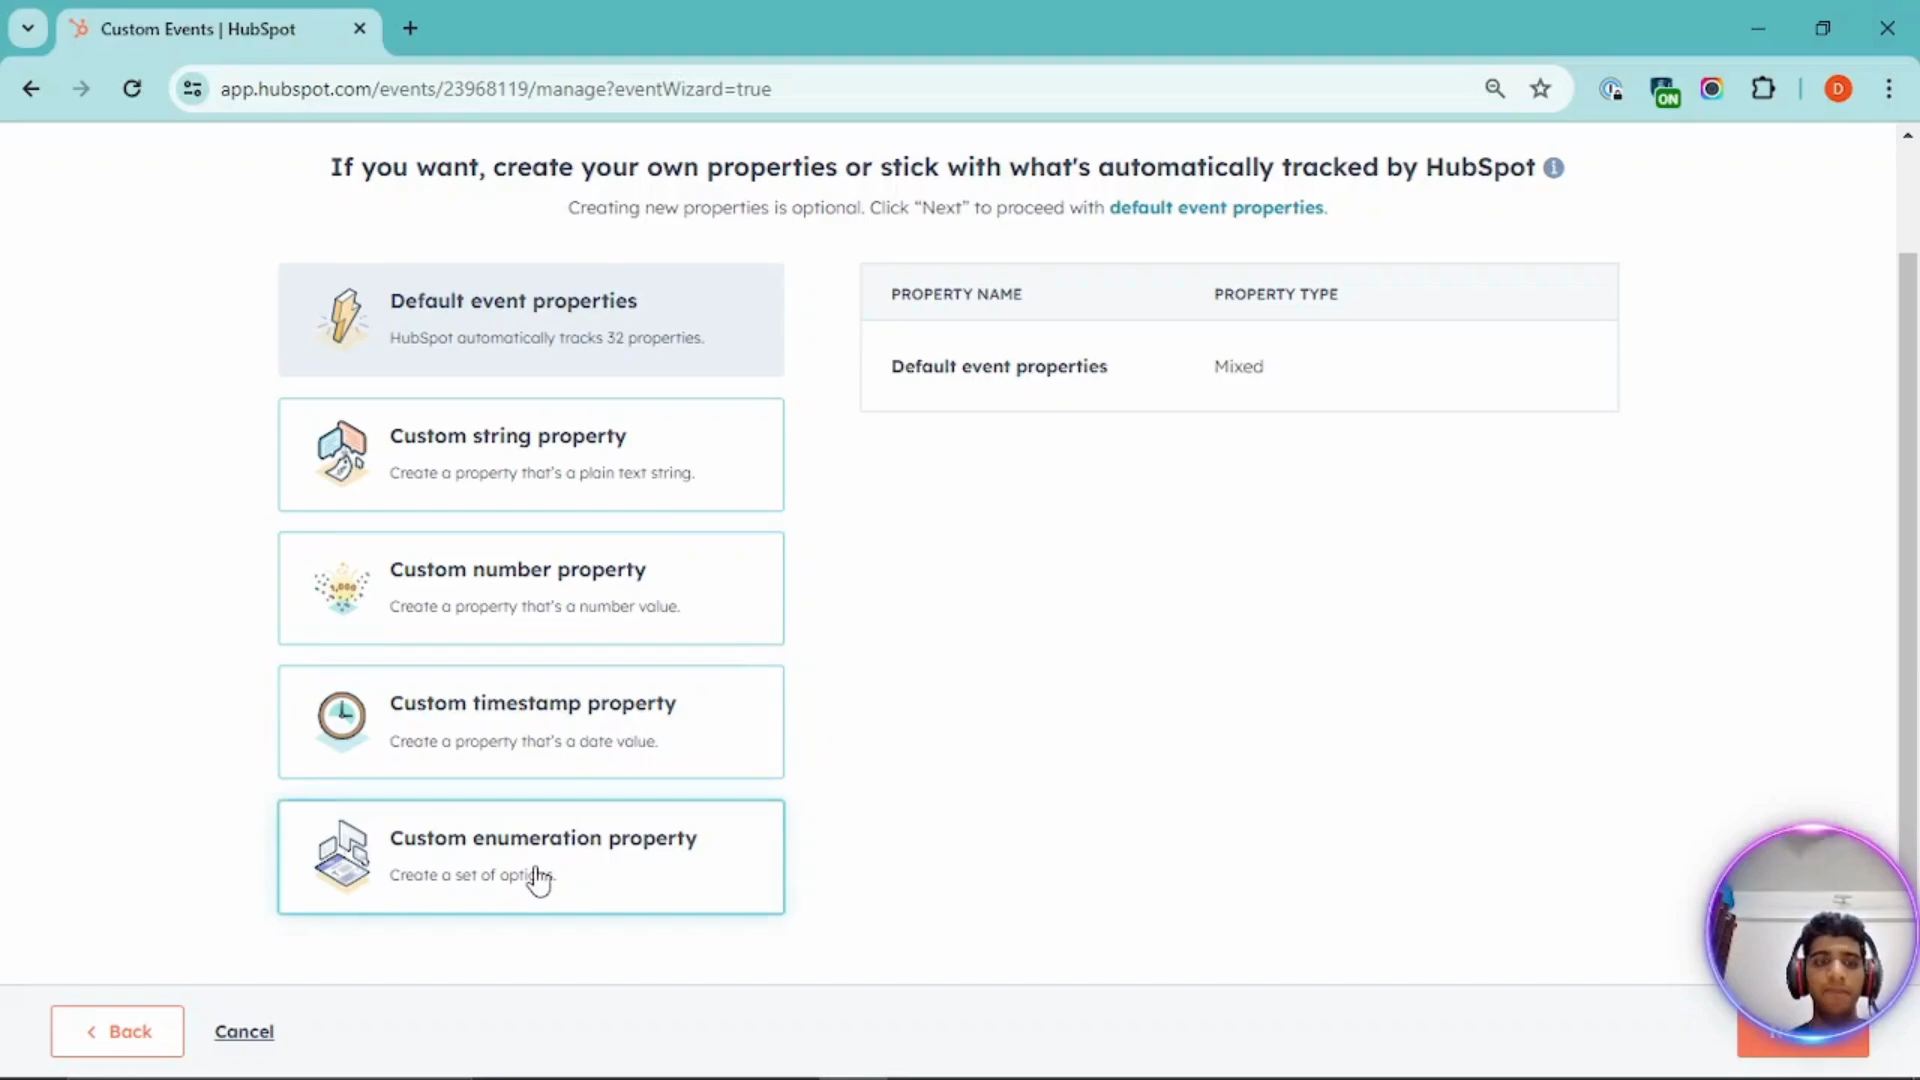 Custom Events | HubSpot
app.hubspot.com/events/23968119/manage?eventWizard=true
ON
D
If you want, create your own properties or stick with what's automatically tracked by HubSpot
Creating new properties is optional. Click “Next” to proceed with default event properties.
Default event properties
HubSpot automatically tracks 32 properties.
Custom string property
Create a property that's a plain text string.
1,000
Custom number property
Create a property that's a number value.
Custom timestamp property
Create a property that's a date value.
Custom enumeration property
Create a set of options.
PROPERTY NAME PROPERTY TYPE
Default event properties Mixed
Back
Cancel